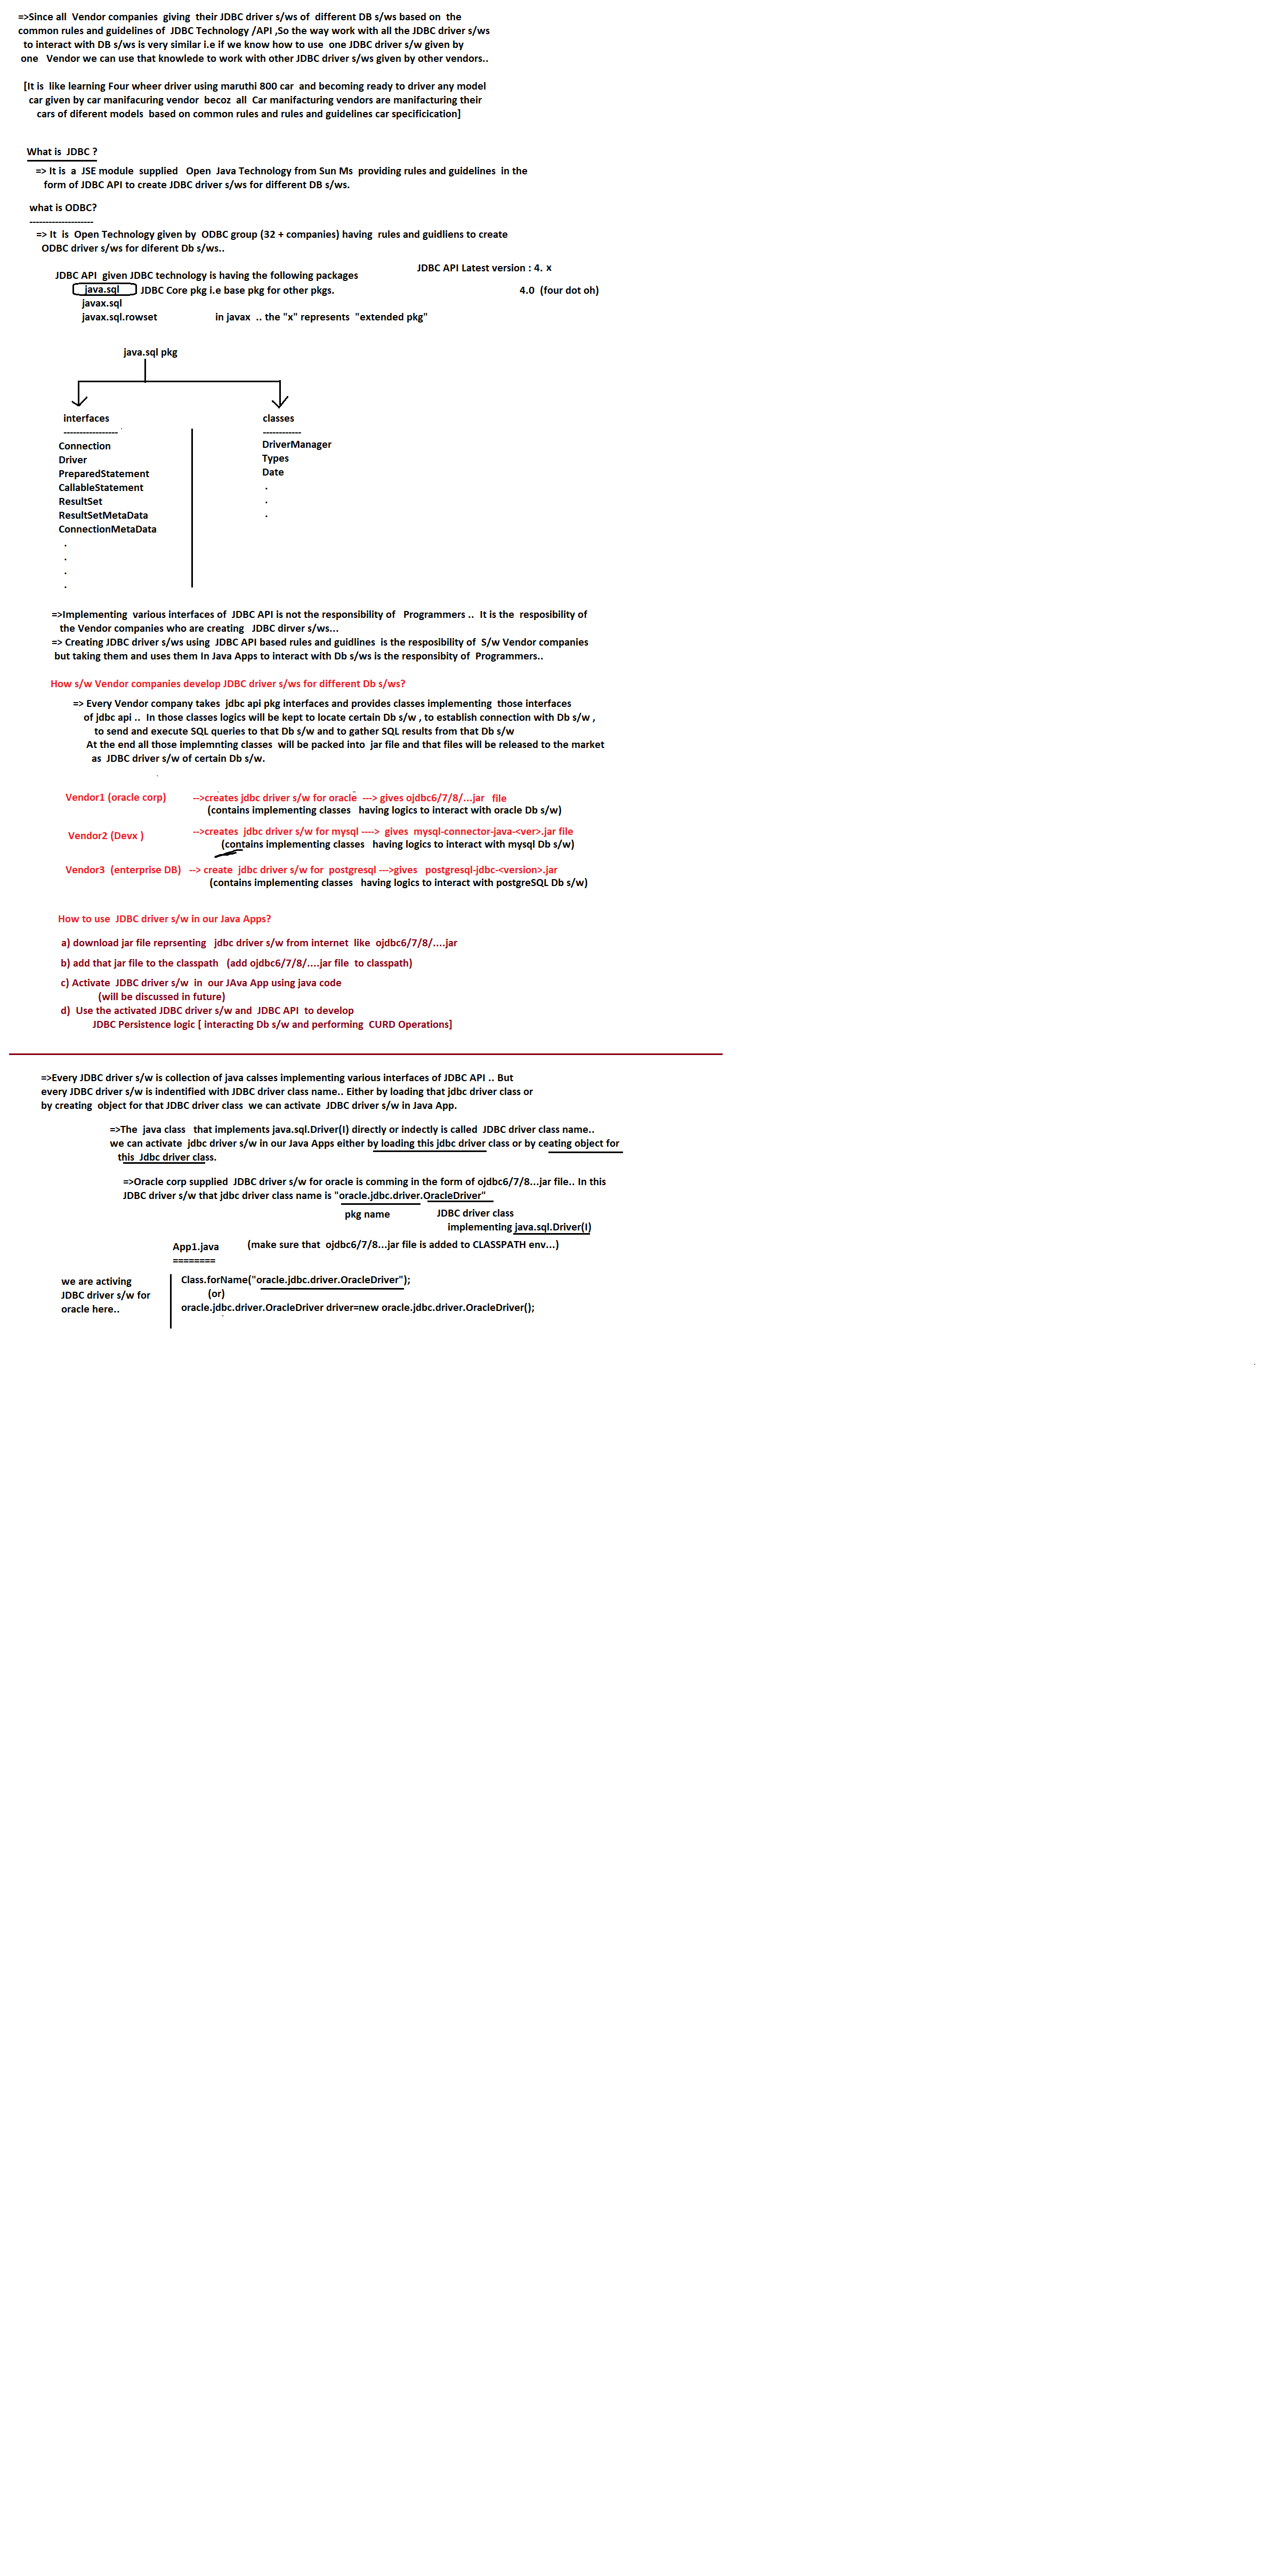 =>Since all Vendor companies giving their JDBC driver s/ws of different DB s/ws based on the
common rules and guidelines of JDBC Technology /API ,So the way work with all the JDBC driver s/ws
to interact with DB s/ws is very similar i.e if we know how to use one JDBC driver s/w given by
one Vendor we can use that knowlede to work with other JDBC driver s/ws given by other vendors..
[It is like learning Four wheer driver using maruthi 800 car and becoming ready to driver any model
car given by car manifacuring vendor becoz all Car manifacturing vendors are manifacturing their
cars of diferent models based on common rules and rules and guidelines car specificication]
What is JDBC ?
=> It is a JSE module supplied Open Java Technology from Sun Ms providing rules and guidelines in the
form of JDBC API to create JDBC driver s/ws for different DB s/ws.
what is ODBC?
--------------------
=> It is Open Technology given by ODBC group (32 + companies) having rules and guidliens to create
ODBC driver s/ws for diferent Db s/ws..
JDBC API Latest version : 4. x
JDBC API given JDBC technology is having the following packages
java.sql JDBC Core pkg i.e base pkg for other pkgs. 4.0 (four dot oh)
javax.sql
javax.sql.rowset in javax .. the "x" represents "extended pkg"
java.sql pkg
interfaces classes
----------------- ------------
Connection DriverManager
Driver Types
PreparedStatement Date
CallableStatement .
ResultSet .
ResultSetMetaData .
ConnectionMetaData
.
.
.
.
=>Implementing various interfaces of JDBC API is not the responsibility of Programmers .. It is the resposibility of
the Vendor companies who are creating JDBC dirver s/ws...
=> Creating JDBC driver s/ws using JDBC API based rules and guidlines is the resposibility of S/w Vendor companies
but taking them and uses them In Java Apps to interact with Db s/ws is the responsibity of Programmers..
How s/w Vendor companies develop JDBC driver s/ws for different Db s/ws?
=> Every Vendor company takes jdbc api pkg interfaces and provides classes implementing those interfaces
of jdbc api .. In those classes logics will be kept to locate certain Db s/w , to establish connection with Db s/w ,
to send and execute SQL queries to that Db s/w and to gather SQL results from that Db s/w
At the end all those implemnting classes will be packed into jar file and that files will be released to the market
as JDBC driver s/w of certain Db s/w.
Vendor1 (oracle corp) -->creates jdbc driver s/w for oracle ---> gives ojdbc6/7/8/...jar file
(contains implementing classes having logics to interact with oracle Db s/w)
Vendor2 (Devx ) -->creates jdbc driver s/w for mysql ----> gives mysql-connector-java-<ver>.jar file
(contains implementing classes having logics to interact with mysql Db s/w)
Vendor3 (enterprise DB) --> create jdbc driver s/w for postgresql --->gives postgresql-jdbc-<version>.jar
(contains implementing classes having logics to interact with postgreSQL Db s/w)
How to use JDBC driver s/w in our Java Apps?
a) download jar file reprsenting jdbc driver s/w from internet like ojdbc6/7/8/....jar
b) add that jar file to the classpath (add ojdbc6/7/8/....jar file to classpath)
c) Activate JDBC driver s/w in our JAva App using java code
(will be discussed in future)
d) Use the activated JDBC driver s/w and JDBC API to develop
JDBC Persistence logic [ interacting Db s/w and performing CURD Operations]
=>Every JDBC driver s/w is collection of java calsses implementing various interfaces of JDBC API .. But
every JDBC driver s/w is indentified with JDBC driver class name.. Either by loading that jdbc driver class or
by creating object for that JDBC driver class we can activate JDBC driver s/w in Java App.
=>The java class that implements java.sql.Driver(I) directly or indectly is called JDBC driver class name..
we can activate jdbc driver s/w in our Java Apps either by loading this jdbc driver class or by ceating object for
this Jdbc driver class.
=>Oracle corp supplied JDBC driver s/w for oracle is comming in the form of ojdbc6/7/8...jar file.. In this
JDBC driver s/w that jdbc driver class name is "oracle.jdbc.driver.OracleDriver"
pkg name JDBC driver class
implementing java.sql.Driver(I)
App1.java (make sure that ojdbc6/7/8...jar file is added to CLASSPATH env...)
========
we are activing Class.forName("oracle.jdbc.driver.OracleDriver");
JDBC driver s/w for (or)
oracle here.. oracle.jdbc.driver.OracleDriver driver=new oracle.jdbc.driver.OracleDriver();